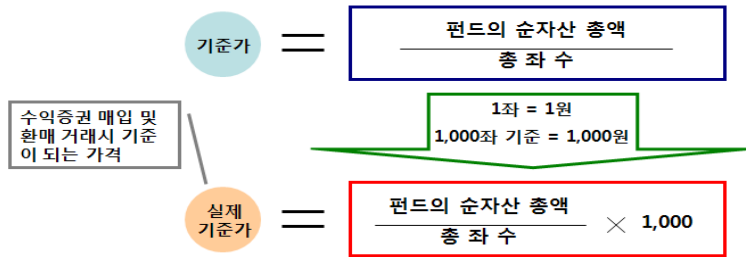 기준가
펀드의 순자산 총액
총 좌 수
1좌 = 1원
1,000좌 기준 = 1,000원
수익증권 매입 및
환매 거래시 기준
이 되는 가격
실제
기준가
펀드의 순자산 총액
총 좌 수
× 1,000